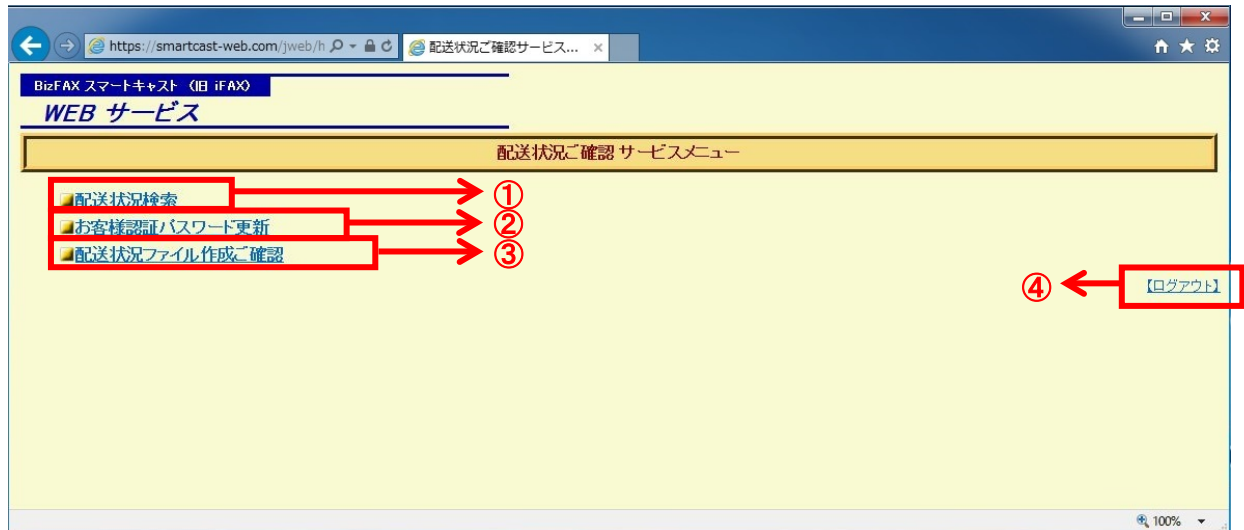 https://smartcast-web.com/jweb/h
配送状況ご確認サービス...
BizFAX スマートキャスト (旧 iFAX)
WEB サービス
配送状況ご確認 サービスメニュー
配送状況検索 ①
お客様認証パスワード更新 ②
配送状況ファイル作成ご確認 ③
④ 【ログアウト】
100%